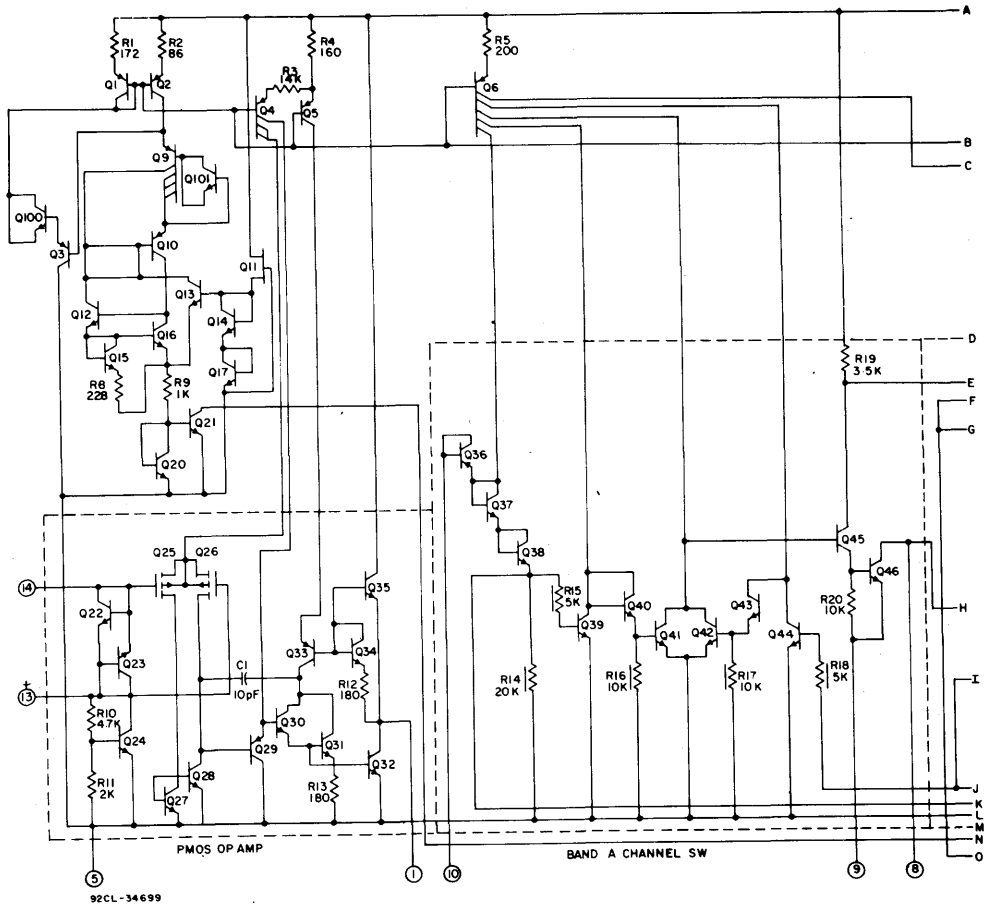 A
R1
172
R2
86
R4
160
R5
200
R3
14K
Q1
Q2
Q4
Q5
Q6
B
C
Q9
Q101
Q100
Q3
Q10
Q11
Q13
Q12
Q14
Q16
Q15
Q17
R8
228
R9
1K
Q21
Q20
D
R19
3.5K
E
F
G
Q36
Q37
Q38
Q25
Q26
Q35
Q45
Q46
14
Q22
Q23
R15
5K
Q39
Q40
Q41
Q42
Q43
Q44
R20
10K
H
Q33
Q34
+
13
C1
10pF
R12
180
R14
20K
R16
10K
R17
10K
R18
5K
I
R10
4.7K
Q24
Q30
Q31
Q29
Q32
R11
2K
Q28
Q27
R13
180
J
K
L
M
N
O
PMOS OP AMP
BAND A CHANNEL SW
5
1
10
9
8
92CL-34699